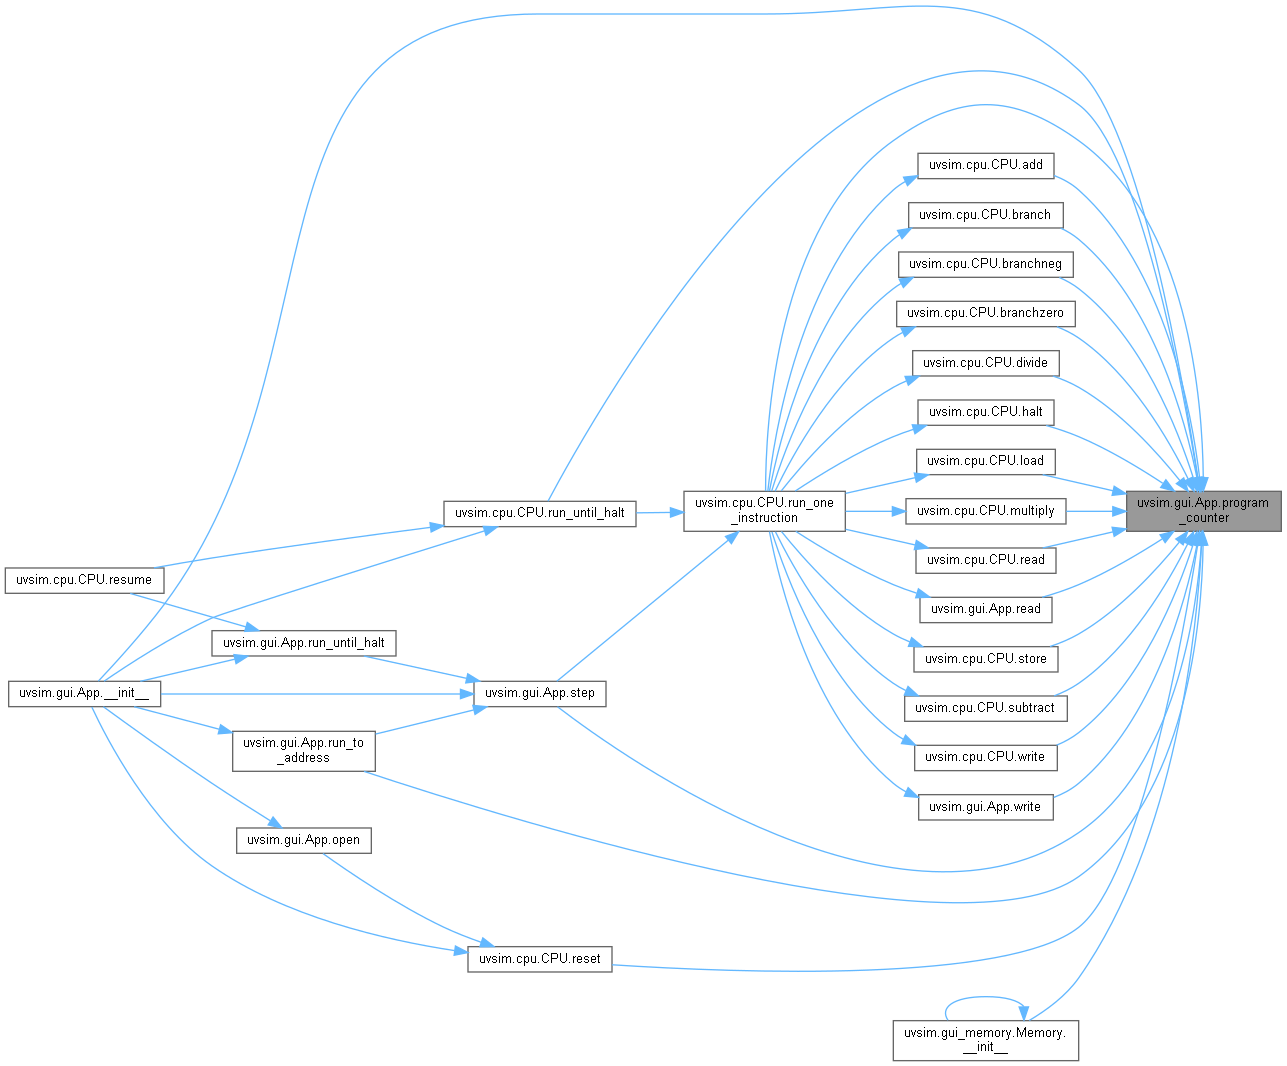 uvsim.cpu.CPU.add
uvsim.cpu.CPU.branch
uvsim.cpu.CPU.branchneg
uvsim.cpu.CPU.branchzero
uvsim.cpu.CPU.divide
uvsim.cpu.CPU.halt
uvsim.cpu.CPU.load
uvsim.cpu.CPU.run_until_halt
uvsim.cpu.CPU.run_one
_instruction
uvsim.cpu.CPU.multiply
uvsim.gui.App.program
_counter
uvsim.cpu.CPU.read
uvsim.cpu.CPU.resume
uvsim.gui.App.read
uvsim.gui.App.run_until_halt
uvsim.cpu.CPU.store
uvsim.gui.App.__init__
uvsim.gui.App.step
uvsim.cpu.CPU.subtract
uvsim.gui.App.run_to
_address
uvsim.cpu.CPU.write
uvsim.gui.App.write
uvsim.gui.App.open
uvsim.cpu.CPU.reset
uvsim.gui_memory.Memory.
__init__